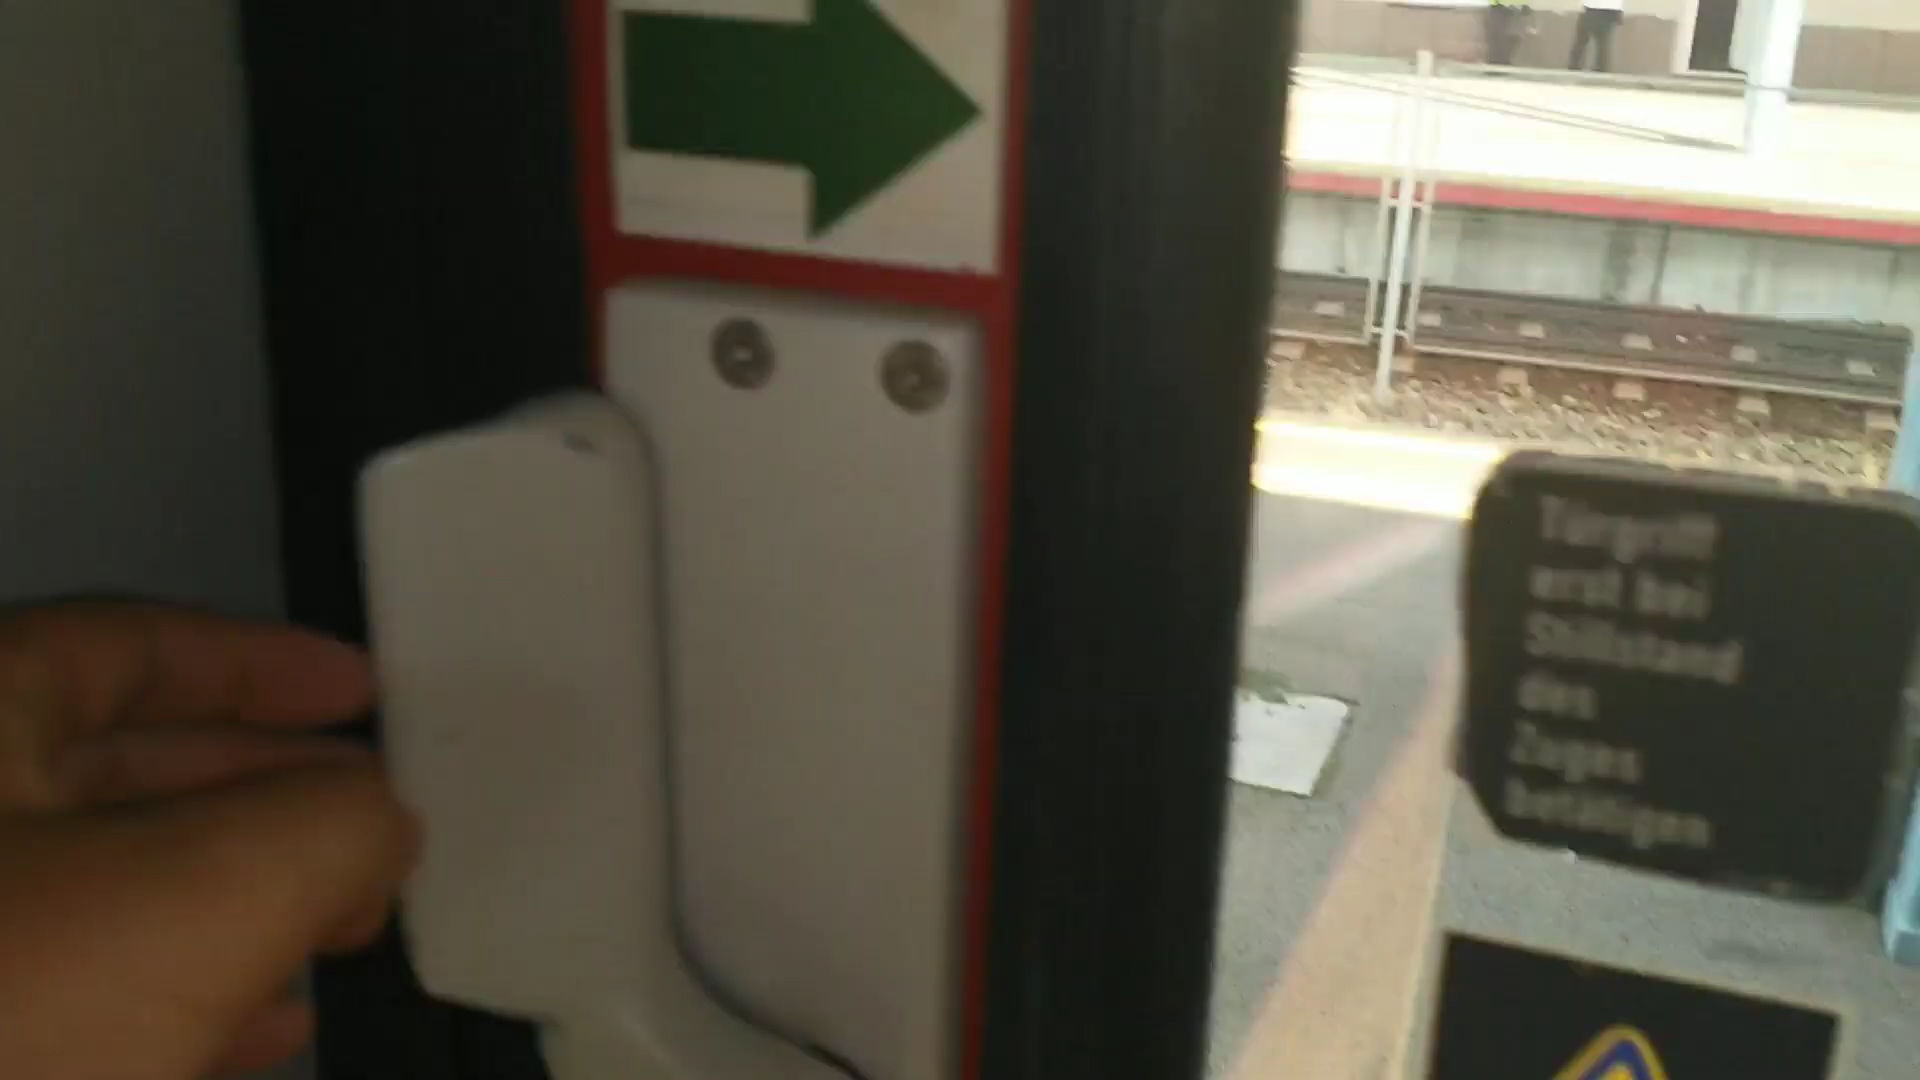 Türgriff
erst bei
Stillstand
des
Zuges
betätigen